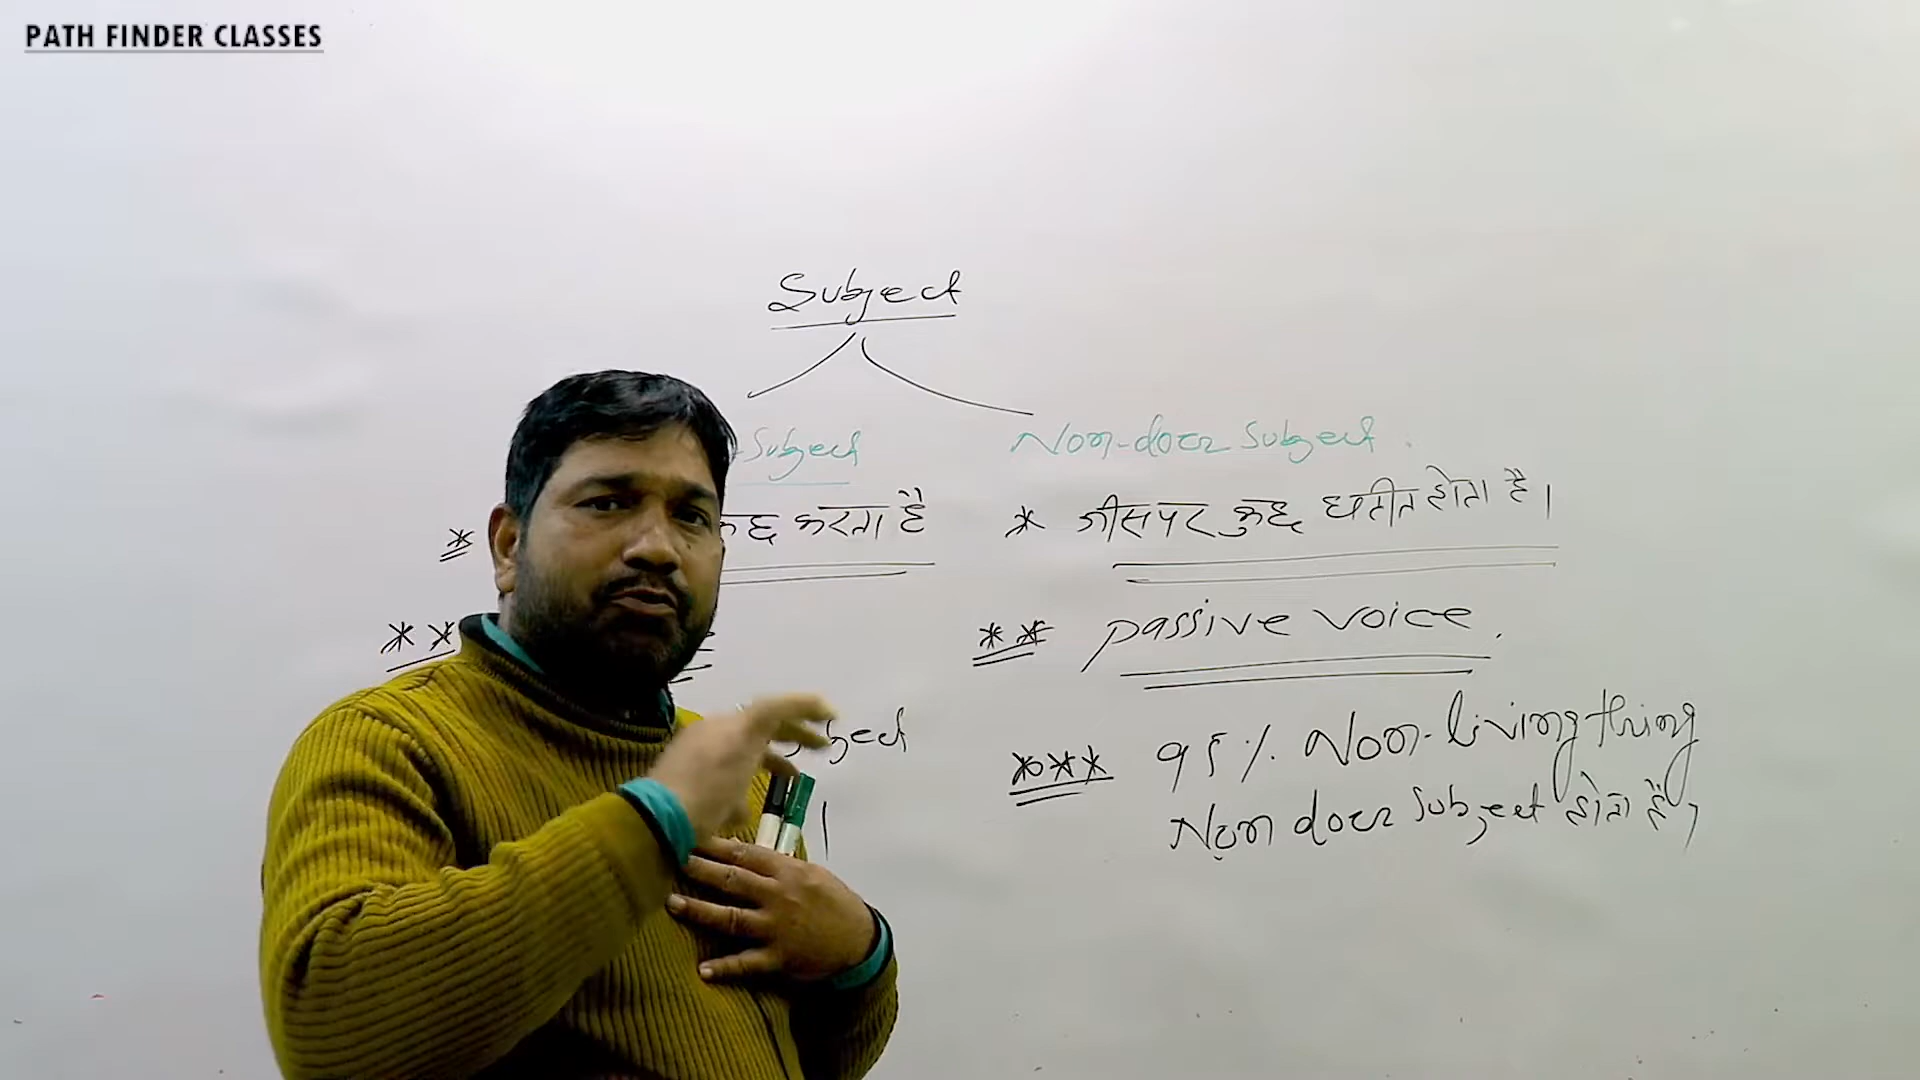 PATH FINDER CLASSES
Subject
-Subject
Non-doer Subject.
* कुछ करता है
* जीसपर कुछ घटीत होता है।
**
** passive voice.
*** 95% Non-living thing
Non doer Subject होता है।